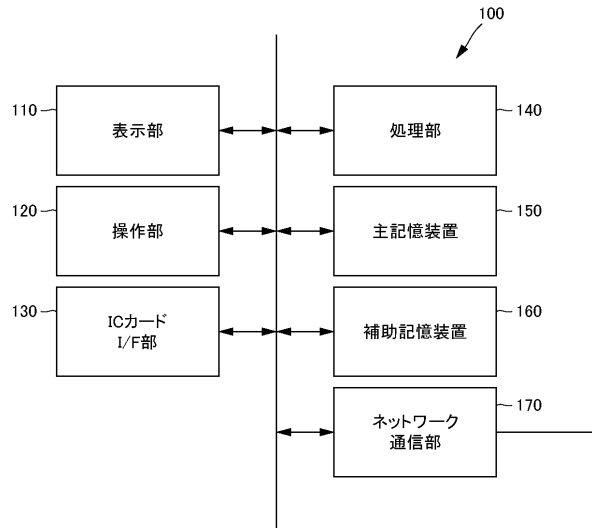 100
110
表示部
140
処理部
120
操作部
150
主記憶装置
130
ICカード
I/F部
160
補助記憶装置
170
ネットワーク
通信部